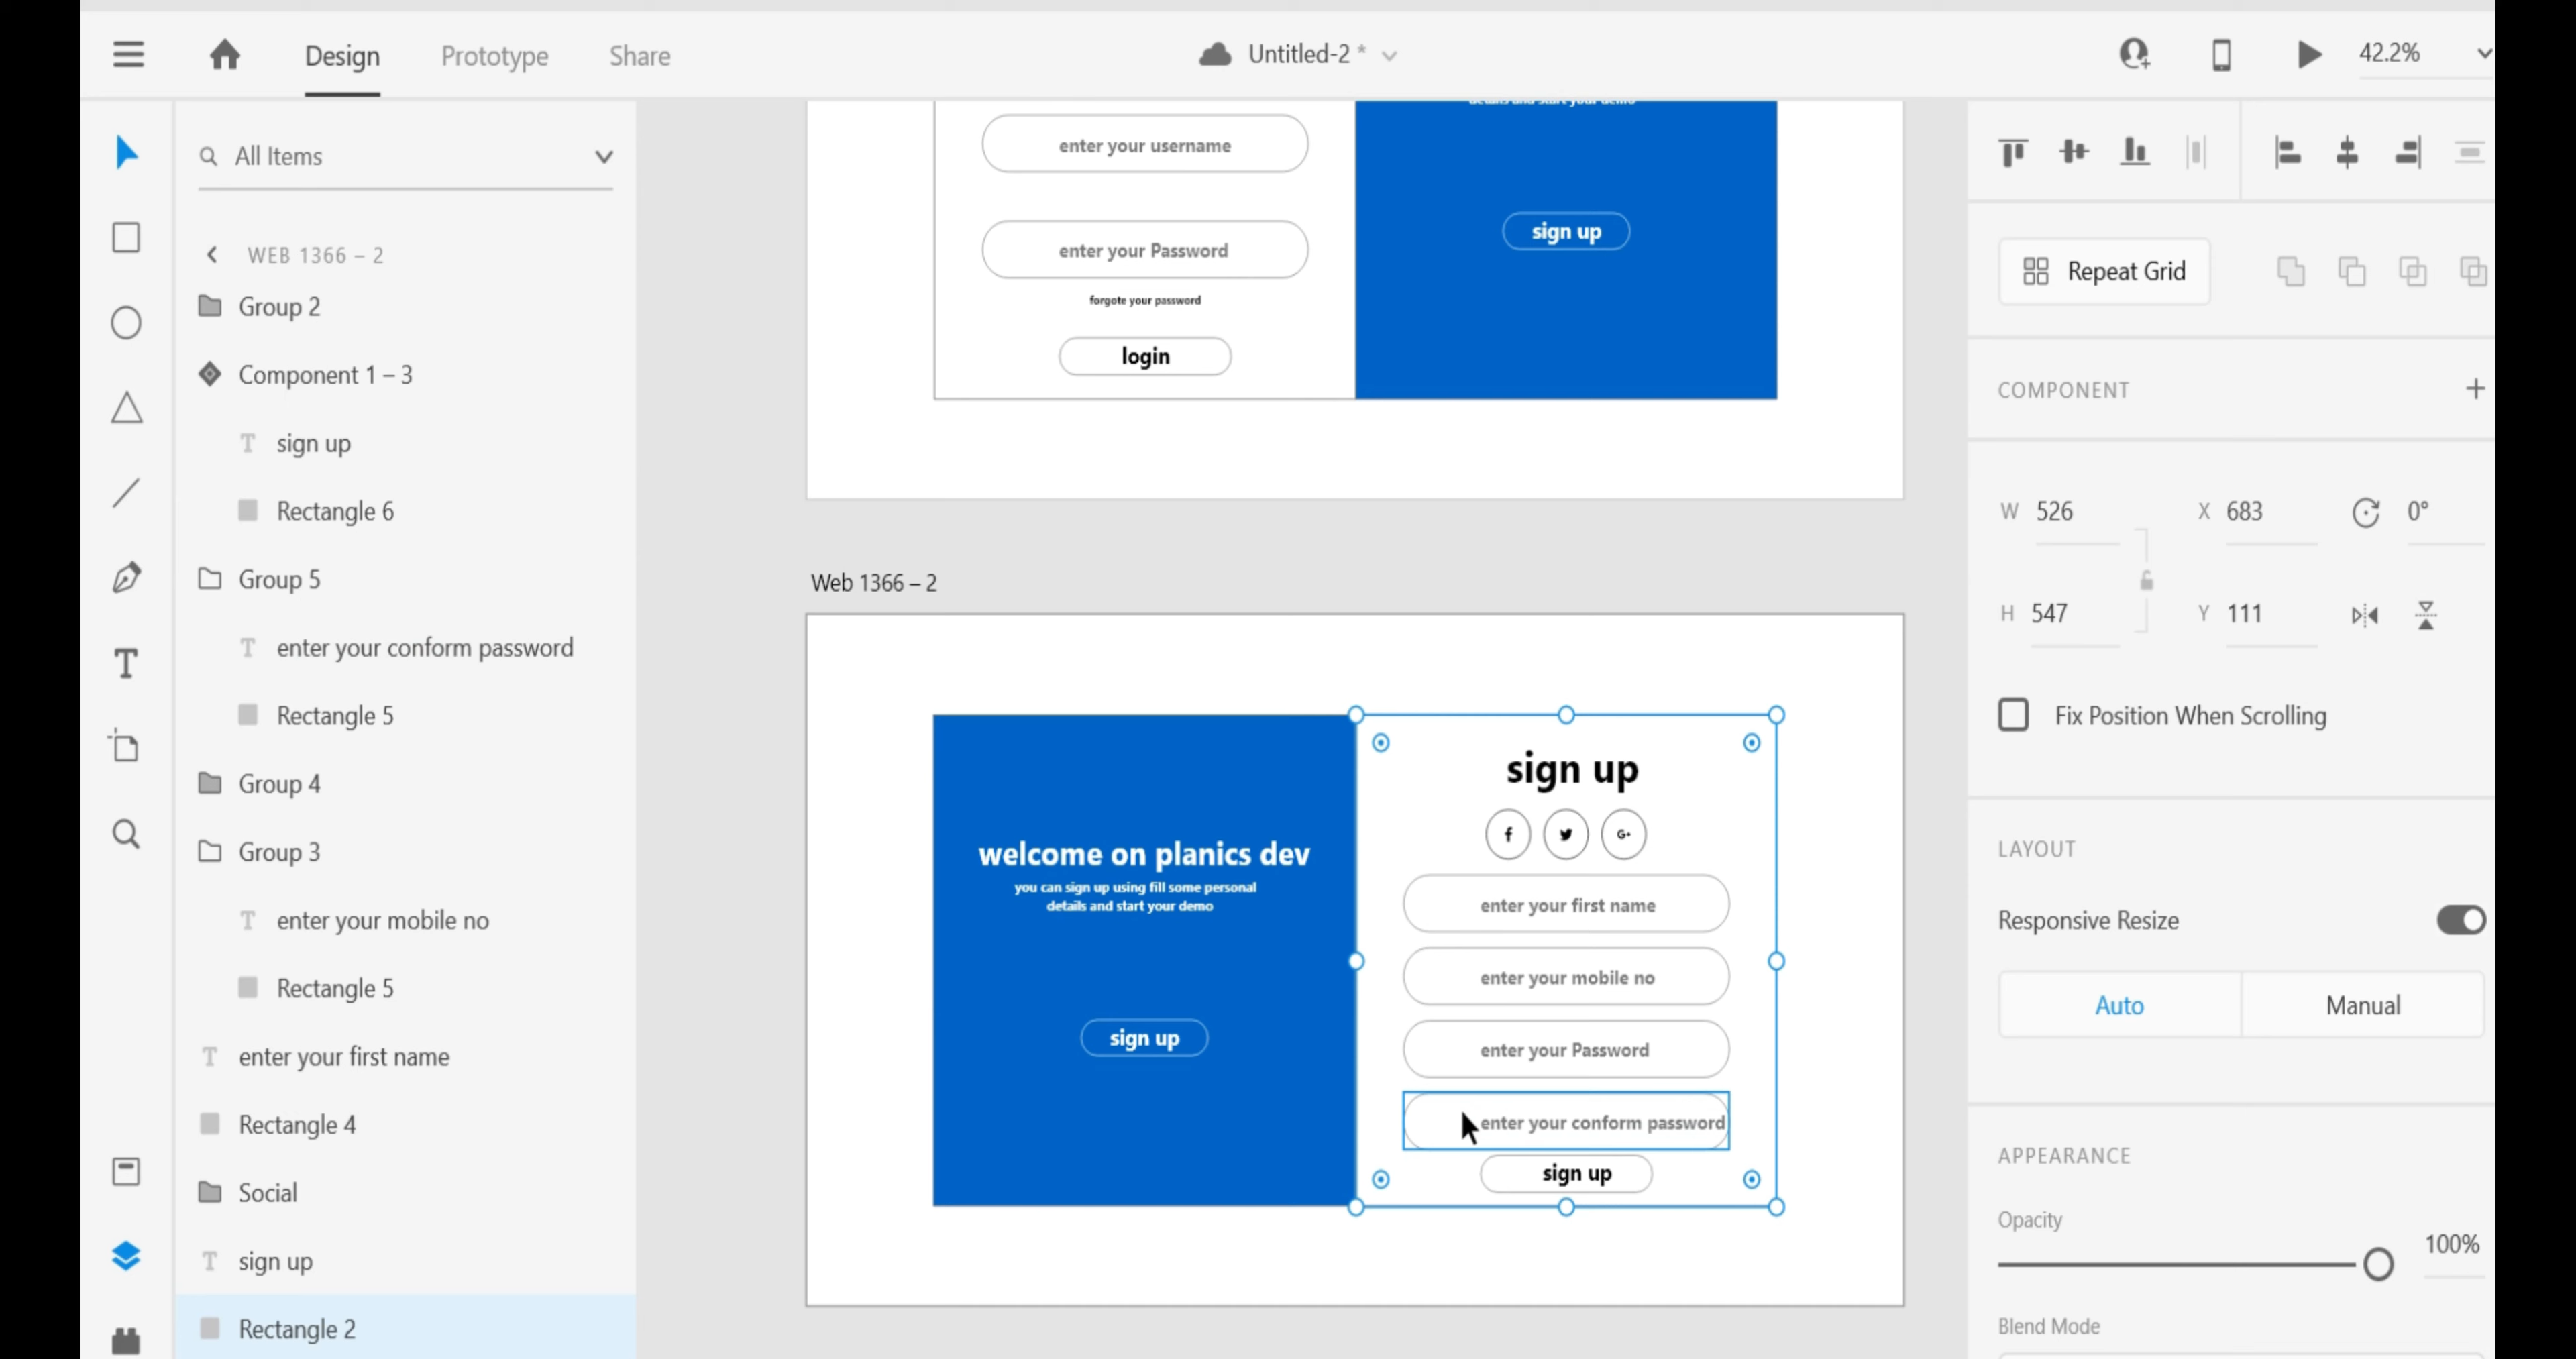 Design
Prototype
Share
Untitled-2 *
42.2%
All Items
WEB 1366 – 2
Group 2
Component 1 – 3
sign up
Rectangle 6
Group 5
enter your conform password
Rectangle 5
Group 4
Group 3
enter your mobile no
Rectangle 5
enter your first name
Rectangle 4
Social
sign up
Rectangle 2
details and start your demo
enter your username
enter your Password
forgote your password
login
sign up
Web 1366 – 2
welcome on planics dev
you can sign up using fill some personal
details and start your demo
sign up
sign up
f
G+
enter your first name
enter your mobile no
enter your Password
enter your conform password
sign up
Repeat Grid
COMPONENT
W 526
X 683
0°
H 547
Y 111
Fix Position When Scrolling
LAYOUT
Responsive Resize
Auto
Manual
APPEARANCE
Opacity
100%
Blend Mode